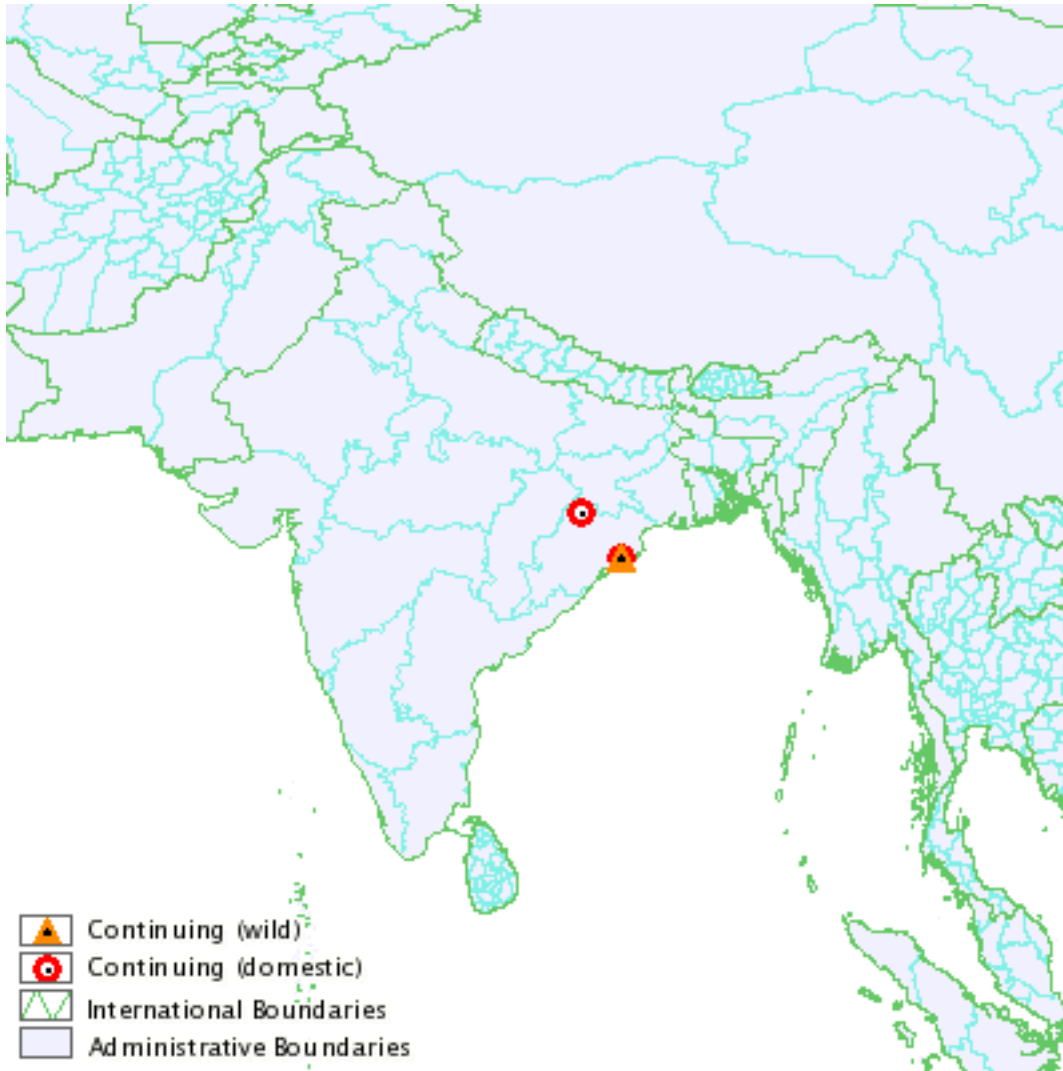 Continuing (wild)
Continuing (domestic)
International Boundaries
Administrative Boundaries